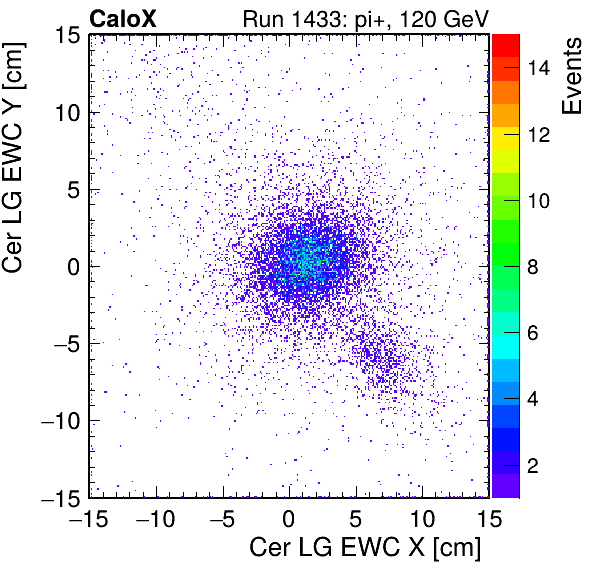 CaloX Run 1433: pi+, 120 GeV
Cer LG EWC Y [cm]
15
10
5
0
−5
−10
−15
−15 −10 −5 0 5 10 15
Cer LG EWC X [cm]
Events
14
12
10
8
6
4
2